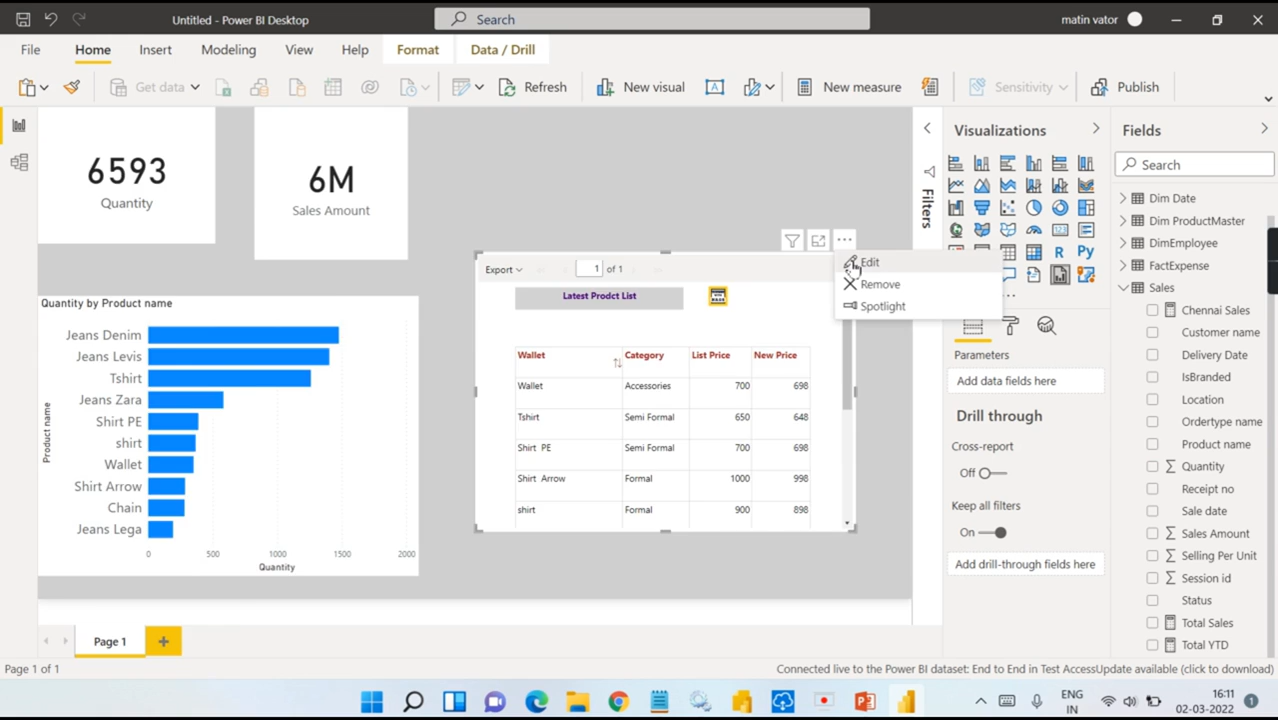 Untitled - Power BI Desktop
Search
matin vator
File Home Insert Modeling View Help Format Data / Drill
Get data
Refresh
New visual
New measure
Sensitivity
Publish
6593
Quantity
6M
Sales Amount
Quantity by Product name
Product name
Jeans Denim
Jeans Levis
Tshirt
Jeans Zara
Shirt PE
shirt
Wallet
Shirt Arrow
Chain
Jeans Lega
0 500 1000 1500 2000
Quantity
Export
1 of 1
Edit
Remove
Spotlight
Latest Prodct List
Wallet Category List Price New Price
Wallet Accessories 700 698
Tshirt Semi Formal 650 648
Shirt PE Semi Formal 700 698
Shirt Arrow Formal 1000 998
shirt Formal 900 898
Filters
Visualizations
R Py
Parameters
Add data fields here
Drill through
Cross-report
Off
Keep all filters
On
Add drill-through fields here
Fields
Search
Dim Date
Dim ProductMaster
DimEmployee
FactExpense
Sales
Chennai Sales
Customer name
Delivery Date
IsBranded
Location
Ordertype name
Product name
Quantity
Receipt no
Sale date
Sales Amount
Selling Per Unit
Session id
Status
Total Sales
Total YTD
Page 1
Page 1 of 1
Connected live to the Power BI dataset: End to End in Test Access
Update available (click to download)
ENG
IN
16:11
02-03-2022
1